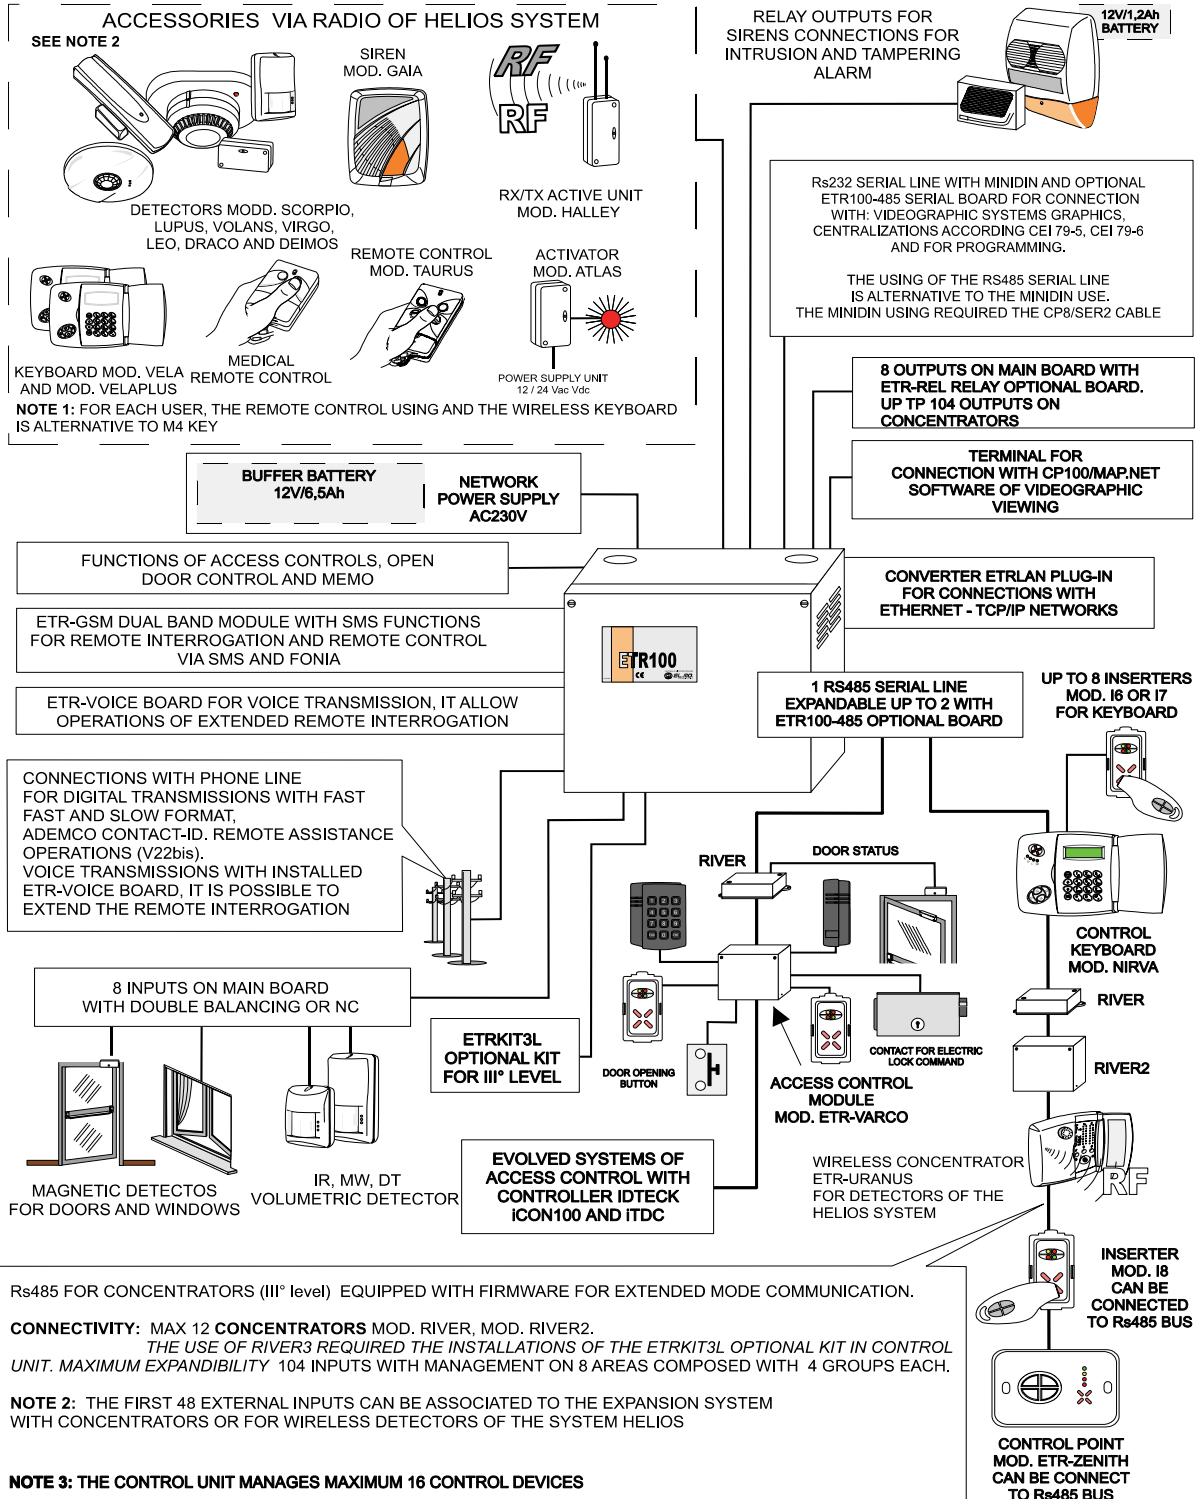 ACCESSORIES VIA RADIO OF HELIOS SYSTEM
SEE NOTE 2
SIREN
MOD. GAIA
RF
RF
RX/TX ACTIVE UNIT
MOD. HALLEY
DETECTORS MODD. SCORPIO,
LUPUS, VOLANS, VIRGO,
LEO, DRACO AND DEIMOS
REMOTE CONTROL
MOD. TAURUS
ACTIVATOR
MOD. ATLAS
KEYBOARD MOD. VELA
AND MOD. VELAPLUS
MEDICAL
REMOTE CONTROL
POWER SUPPLY UNIT
12 / 24 Vac Vdc
NOTE 1: FOR EACH USER, THE REMOTE CONTROL USING AND THE WIRELESS KEYBOARD
IS ALTERNATIVE TO M4 KEY
RELAY OUTPUTS FOR
SIRENS CONNECTIONS FOR
INTRUSION AND TAMPERING
ALARM
12V/1,2Ah
BATTERY
Rs232 SERIAL LINE WITH MINIDIN AND OPTIONAL
ETR100-485 SERIAL BOARD FOR CONNECTION
WITH: VIDEOGRAPHIC SYSTEMS GRAPHICS,
CENTRALIZATIONS ACCORDING CEI 79-5, CEI 79-6
AND FOR PROGRAMMING.
THE USING OF THE RS485 SERIAL LINE
IS ALTERNATIVE TO THE MINIDIN USE.
THE MINIDIN USING REQUIRED THE CP8/SER2 CABLE
8 OUTPUTS ON MAIN BOARD WITH
ETR-REL RELAY OPTIONAL BOARD.
UP TP 104 OUTPUTS ON
CONCENTRATORS
TERMINAL FOR
CONNECTION WITH CP100/MAP.NET
SOFTWARE OF VIDEOGRAPHIC
VIEWING
BUFFER BATTERY
12V/6,5Ah
NETWORK
POWER SUPPLY
AC230V
FUNCTIONS OF ACCESS CONTROLS, OPEN
DOOR CONTROL AND MEMO
CONVERTER ETRLAN PLUG-IN
FOR CONNECTIONS WITH
ETHERNET - TCP/IP NETWORKS
ETR-GSM DUAL BAND MODULE WITH SMS FUNCTIONS
FOR REMOTE INTERROGATION AND REMOTE CONTROL
VIA SMS AND FONIA
ETR100
CE
ETR-VOICE BOARD FOR VOICE TRANSMISSION, IT ALLOW
OPERATIONS OF EXTENDED REMOTE INTERROGATION
1 RS485 SERIAL LINE
EXPANDABLE UP TO 2 WITH
ETR100-485 OPTIONAL BOARD
UP TO 8 INSERTERS
MOD. I6 OR I7
FOR KEYBOARD
CONNECTIONS WITH PHONE LINE
FOR DIGITAL TRANSMISSIONS WITH FAST
FAST AND SLOW FORMAT,
ADEMCO CONTACT-ID. REMOTE ASSISTANCE
OPERATIONS (V22bis).
VOICE TRANSMISSIONS WITH INSTALLED
ETR-VOICE BOARD, IT IS POSSIBLE TO
EXTEND THE REMOTE INTERROGATION
RIVER
DOOR STATUS
CONTROL
KEYBOARD
MOD. NIRVA
8 INPUTS ON MAIN BOARD
WITH DOUBLE BALANCING OR NC
RIVER
ETRKIT3L
OPTIONAL KIT
FOR III° LEVEL
DOOR OPENING
BUTTON
CONTACT FOR ELECTRIC
LOCK COMMAND
RIVER2
ACCESS CONTROL
MODULE
MOD. ETR-VARCO
MAGNETIC DETECTOS
FOR DOORS AND WINDOWS
IR, MW, DT
VOLUMETRIC DETECTOR
EVOLVED SYSTEMS OF
ACCESS CONTROL WITH
CONTROLLER IDTECK
iCON100 AND iTDC
WIRELESS CONCENTRATOR
ETR-URANUS
FOR DETECTORS OF THE
HELIOS SYSTEM
RF
INSERTER
MOD. I8
CAN BE
CONNECTED
TO Rs485 BUS
Rs485 FOR CONCENTRATORS (III° level) EQUIPPED WITH FIRMWARE FOR EXTENDED MODE COMMUNICATION.
CONNECTIVITY: MAX 12 CONCENTRATORS MOD. RIVER, MOD. RIVER2.
THE USE OF RIVER3 REQUIRED THE INSTALLATIONS OF THE ETRKIT3L OPTIONAL KIT IN CONTROL
UNIT. MAXIMUM EXPANDIBILITY 104 INPUTS WITH MANAGEMENT ON 8 AREAS COMPOSED WITH 4 GROUPS EACH.
NOTE 2: THE FIRST 48 EXTERNAL INPUTS CAN BE ASSOCIATED TO THE EXPANSION SYSTEM
WITH CONCENTRATORS OR FOR WIRELESS DETECTORS OF THE SYSTEM HELIOS
NOTE 3: THE CONTROL UNIT MANAGES MAXIMUM 16 CONTROL DEVICES
CONTROL POINT
MOD. ETR-ZENITH
CAN BE CONNECT
TO Rs485 BUS